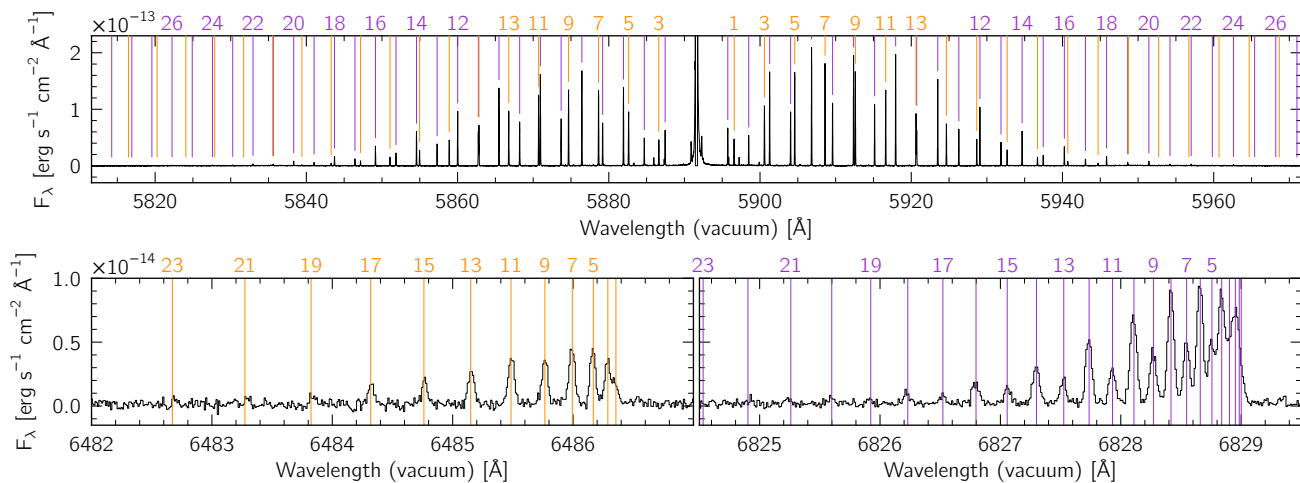 26 24 22 20 18 16 14 12 13 11 9 7 5 3 1 3 5 7 9 11 13 12 14 16 18 20 22 24 26
×10⁻¹³
2
1
0
F_λ [erg s⁻¹ cm⁻² Å⁻¹]
5820 5840 5860 5880 5900 5920 5940 5960
Wavelength (vacuum) [Å]
×10⁻¹⁴ 23 21 19 17 15 13 11 9 7 5
23 21 19 17 15 13 11 9 7 5
1.0
0.5
0.0
F_λ [erg s⁻¹ cm⁻² Å⁻¹]
6482 6483 6484 6485 6486
6825 6826 6827 6828 6829
Wavelength (vacuum) [Å]
Wavelength (vacuum) [Å]